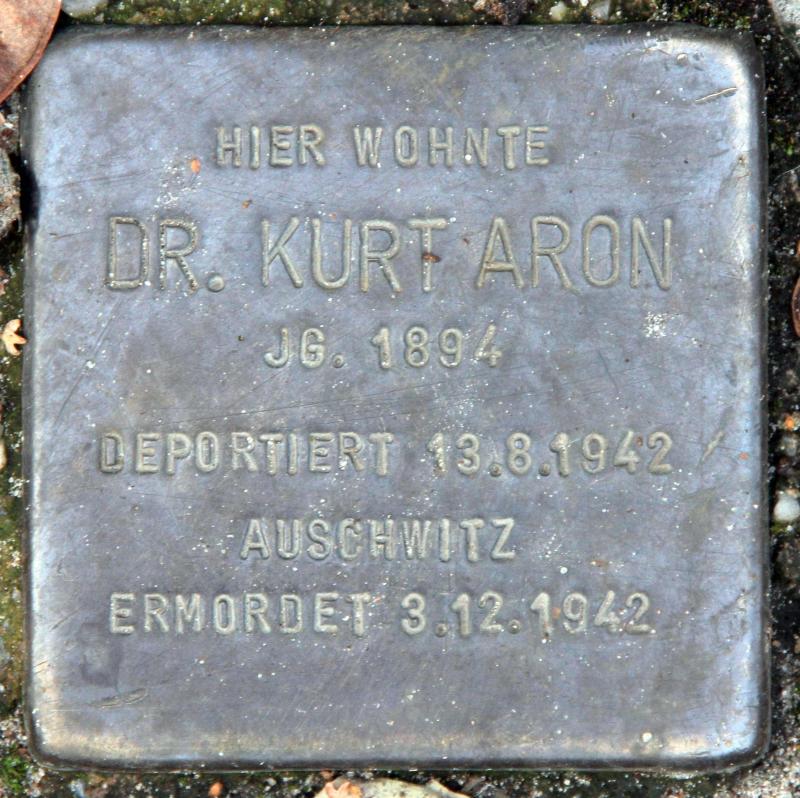 HIER WOHNTE
DR. KURT ARON
JG. 1894
DEPORTIERT 13.8.1942
AUSCHWITZ
ERMORDET 3.12.1942